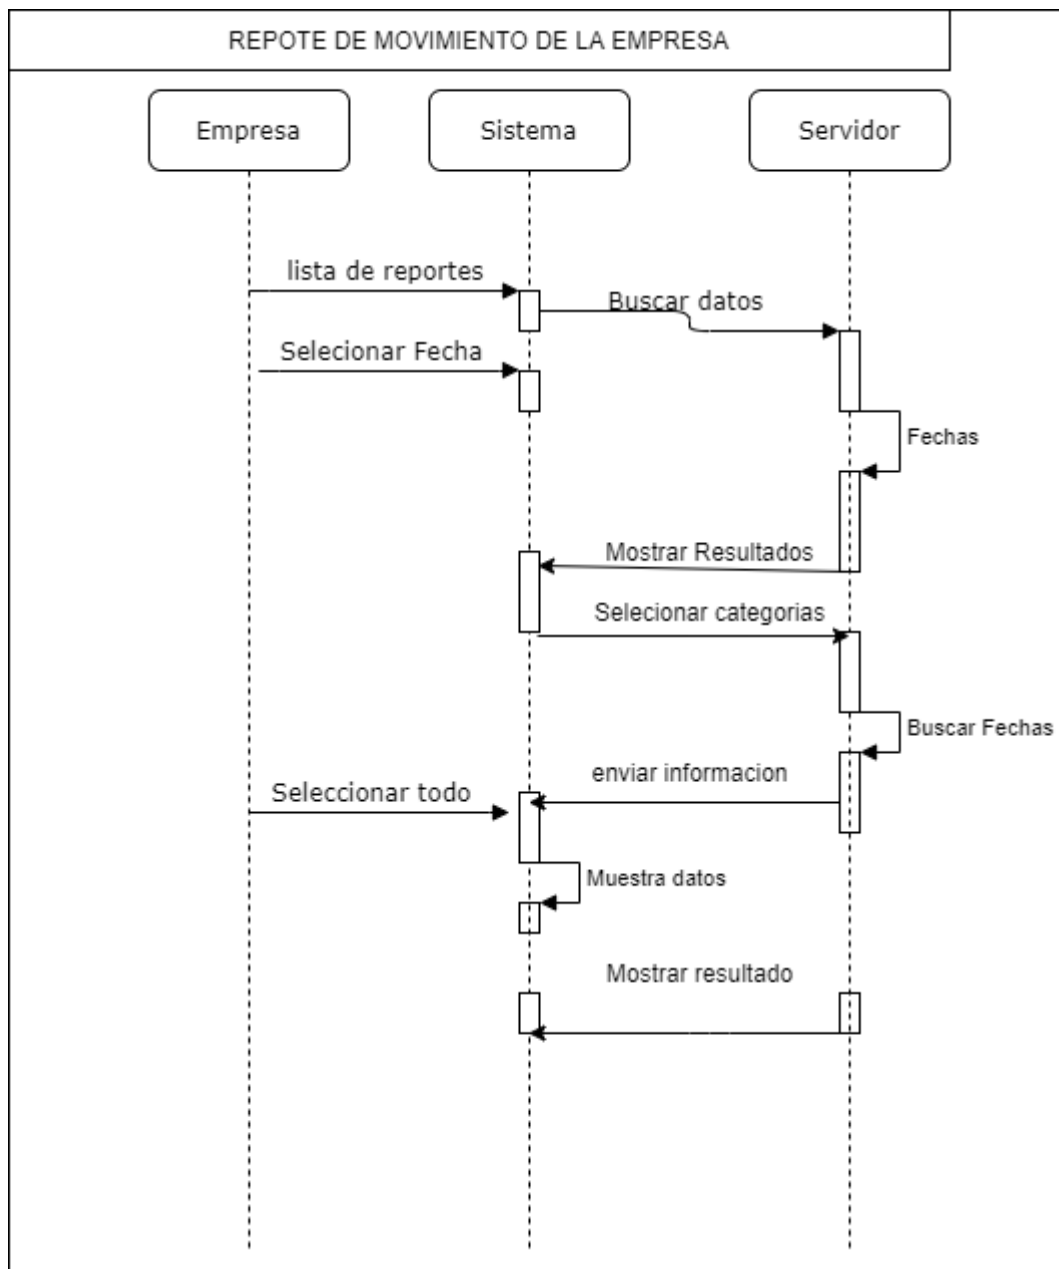 REPOTE DE MOVIMIENTO DE LA EMPRESA
Empresa
Sistema
Servidor
lista de reportes
Buscar datos
Selecionar Fecha
Fechas
Mostrar Resultados
Selecionar categorias
Buscar Fechas
enviar informacion
Seleccionar todo
Muestra datos
Mostrar resultado